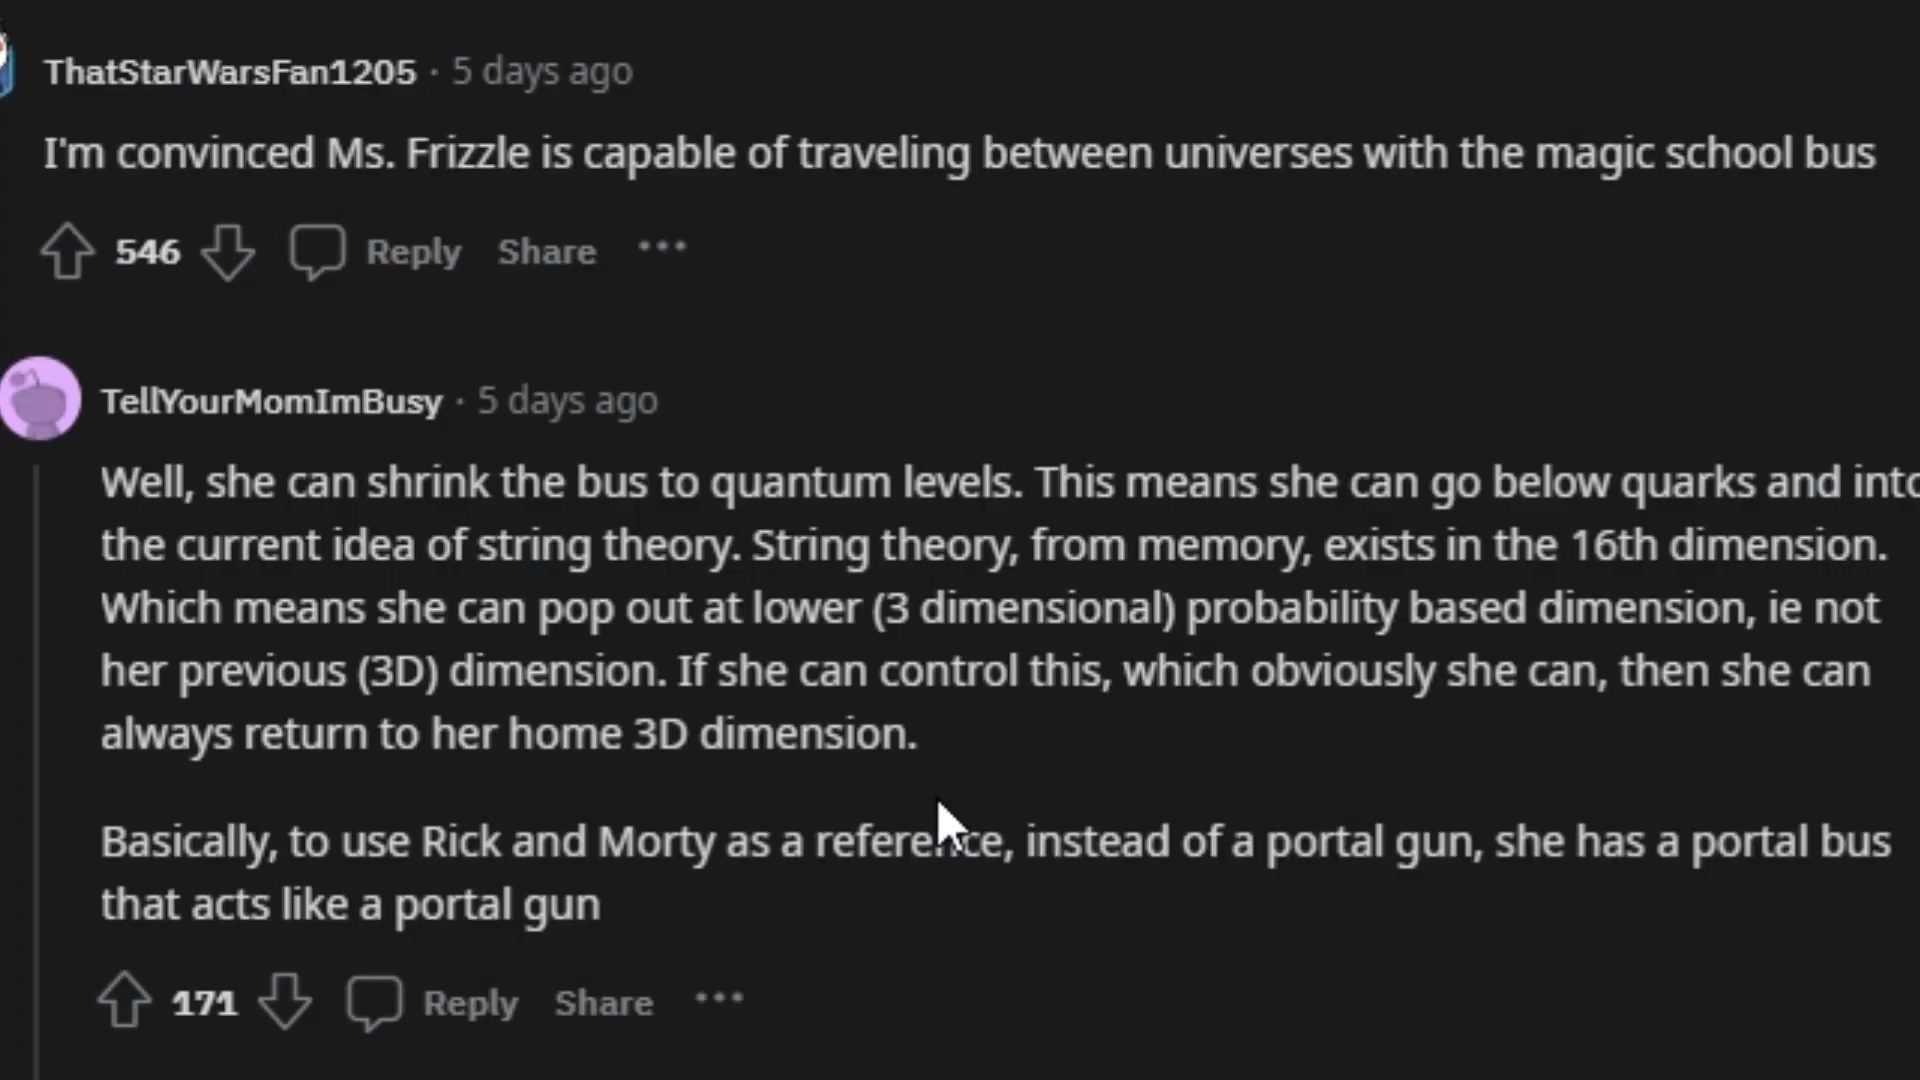 ThatStarWarsFan1205 · 5 days ago
I'm convinced Ms. Frizzle is capable of traveling between universes with the magic school bus
546 Reply Share ···
TellYourMomImBusy · 5 days ago
Well, she can shrink the bus to quantum levels. This means she can go below quarks and into
the current idea of string theory. String theory, from memory, exists in the 16th dimension.
Which means she can pop out at lower (3 dimensional) probability based dimension, ie not
her previous (3D) dimension. If she can control this, which obviously she can, then she can
always return to her home 3D dimension.
Basically, to use Rick and Morty as a reference, instead of a portal gun, she has a portal bus
that acts like a portal gun
171 Reply Share ···